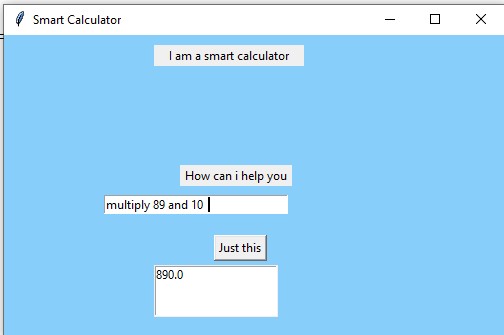 Smart Calculator
I am a smart calculator
How can i help you
multiply 89 and 10
Just this
890.0